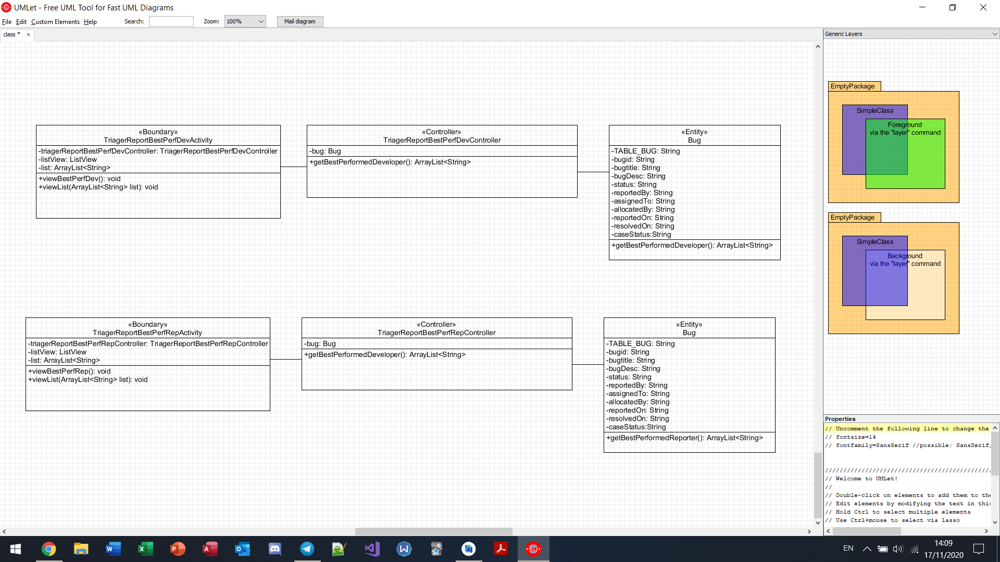 UMLet - Free UML Tool for Fast UML Diagrams
File Edit Custom Elements Help Search: Zoom: 100% Mail diagram
class *
Generic Layers
«Boundary»
TriagerReportBestPerfDevActivity
-triagerReportBestPerfDevController: TriagerReportBestPerfDevController
-listView: ListView
-list: ArrayList<String>
+viewBestPerfDev(): void
+viewList(ArrayList<String> list): void
«Controller»
TriagerReportBestPerfDevController
-bug: Bug
+getBestPerformedDeveloper(): ArrayList<String>
«Entity»
Bug
-TABLE_BUG: String
-bugid: String
-bugtitle: String
-bugDesc: String
-status: String
-reportedBy: String
-assignedTo: String
-allocatedBy: String
-reportedOn: String
-resolvedOn: String
-caseStatus:String
+getBestPerformedDeveloper(): ArrayList<String>
«Boundary»
TriagerReportBestPerfRepActivity
-triagerReportBestPerfRepController: TriagerReportBestPerfRepController
-listView: ListView
-list: ArrayList<String>
+viewBestPerfRep(): void
+viewList(ArrayList<String> list): void
«Controller»
TriagerReportBestPerfRepController
-bug: Bug
+getBestPerformedDeveloper(): ArrayList<String>
«Entity»
Bug
-TABLE_BUG: String
-bugid: String
-bugtitle: String
-bugDesc: String
-status: String
-reportedBy: String
-assignedTo: String
-allocatedBy: String
-reportedOn: String
-resolvedOn: String
-caseStatus:String
+getBestPerformedReporter(): ArrayList<String>
EmptyPackage
SimpleClass
Foreground
via the "layer" command
EmptyPackage
SimpleClass
Background
via the "layer" command
Properties
// Uncomment the following line to change the
// fontsize=14
// fontfamily=SansSerif //possible: SansSerif,
//////////////////////////////////////////////
// Welcome to UMLet!
//
// Double-click on elements to add them to the
// Edit elements by modifying the text in this
// Hold Ctrl to select multiple elements
// Use Ctrl+mouse to select via lasso
EN
14:09
17/11/2020